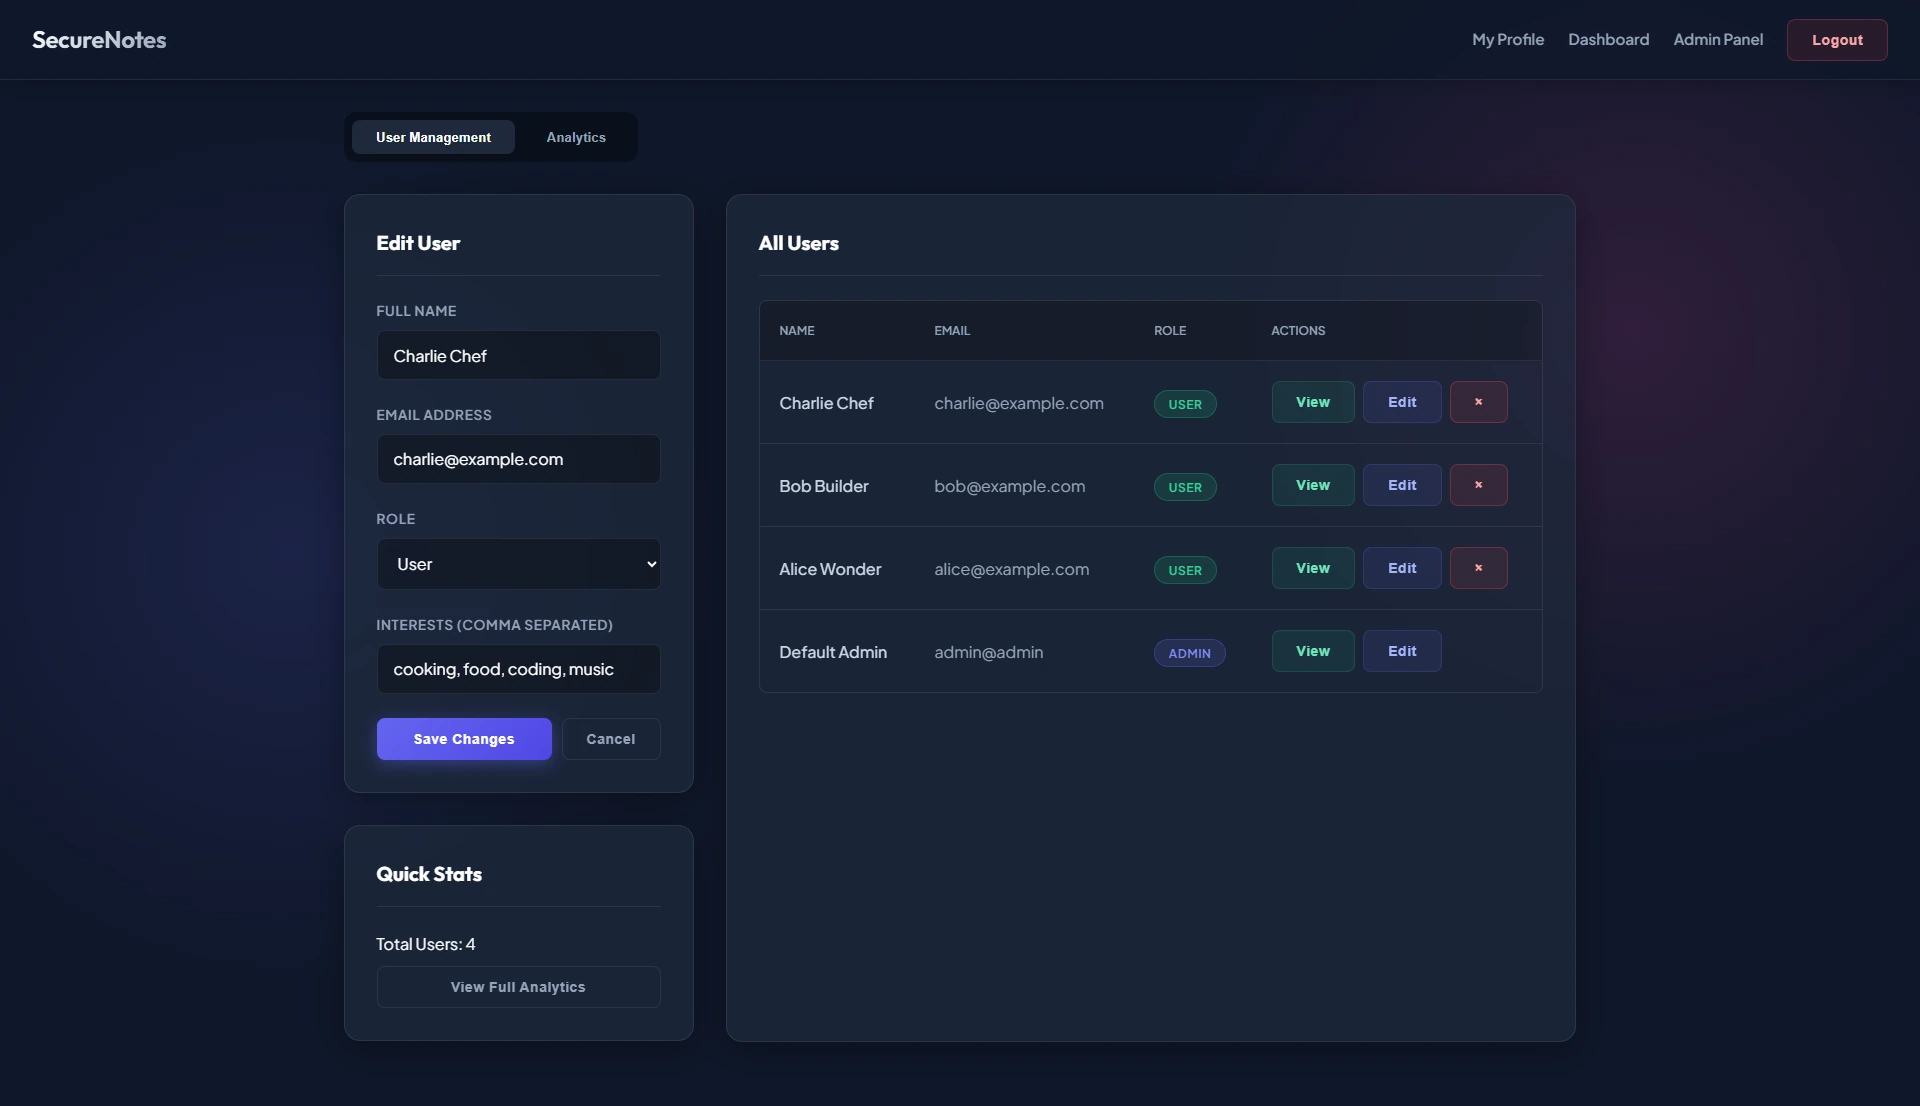 SecureNotes
My Profile Dashboard Admin Panel Logout
User Management Analytics
Edit User
FULL NAME
Charlie Chef
EMAIL ADDRESS
charlie@example.com
ROLE
User
INTERESTS (COMMA SEPARATED)
cooking, food, coding, music
Save Changes Cancel
Quick Stats
Total Users: 4
View Full Analytics
All Users
NAME EMAIL ROLE ACTIONS
Charlie Chef charlie@example.com USER View Edit ×
Bob Builder bob@example.com USER View Edit ×
Alice Wonder alice@example.com USER View Edit ×
Default Admin admin@admin ADMIN View Edit